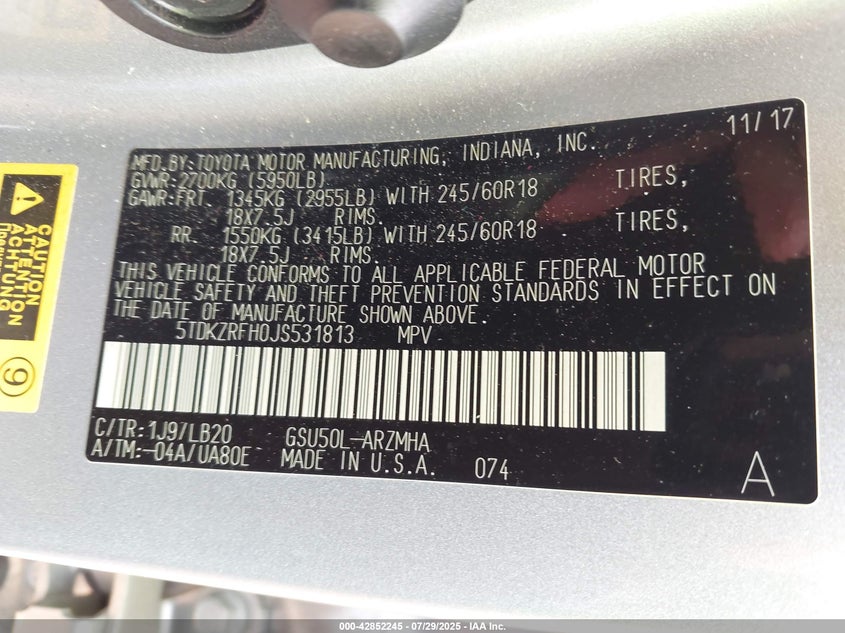 11/17
MFD.BY:TOYOTA MOTOR MANUFACTURING, INDIANA, INC.
GVWR:2700KG (5950LB)
GAWR:FRT. 1345KG (2955LB) WITH 245/60R18 TIRES,
18X7.5J RIMS.
RR. 1550KG (3415LB) WITH 245/60R18 TIRES,
18X7.5J RIMS.
THIS VEHICLE CONFORMS TO ALL APPLICABLE FEDERAL MOTOR
VEHICLE SAFETY AND THEFT PREVENTION STANDARDS IN EFFECT ON
THE DATE OF MANUFACTURE SHOWN ABOVE.
5TDKZRFH0JS531813 MPV
C/TR:1J9/LB20 GSU50L-ARZMHA
A/TM:-04A/UA80E MADE IN U.S.A. 074
A
CAUTION
ATTENTION
ACHTUNG
9
000-42852245 - 07/29/2025 - IAA Inc.